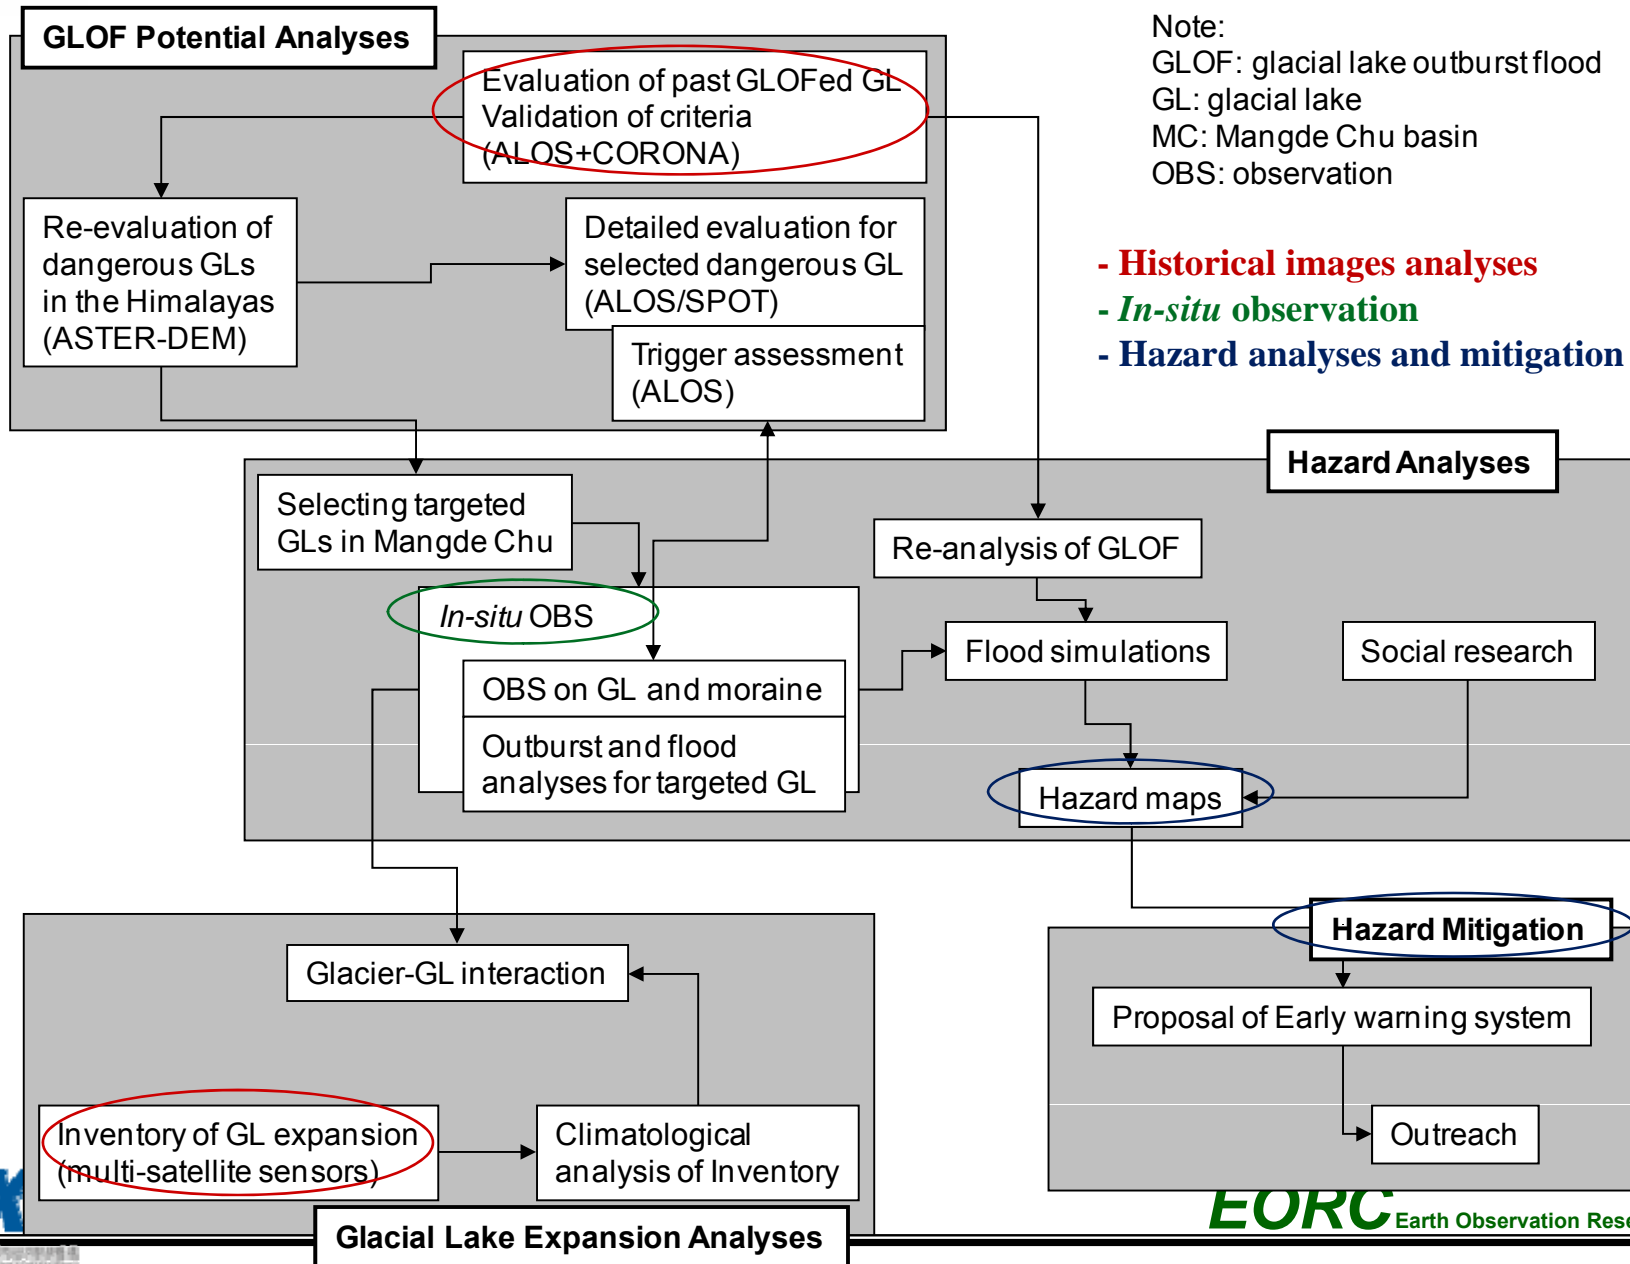 GLOF Potential Analyses
Evaluation of past GLOFed GL
Validation of criteria
(ALOS+CORONA)
Re-evaluation of
dangerous GLs
in the Himalayas
(ASTER-DEM)
Detailed evaluation for
selected dangerous GL
(ALOS/SPOT)
Trigger assessment
(ALOS)
Note:
GLOF: glacial lake outburst flood
GL: glacial lake
MC: Mangde Chu basin
OBS: observation
- Historical images analyses
- In-situ observation
- Hazard analyses and mitigation
Hazard Analyses
Selecting targeted
GLs in Mangde Chu
Re-analysis of GLOF
In-situ OBS
OBS on GL and moraine
Outburst and flood
analyses for targeted GL
Flood simulations
Social research
Hazard maps
Glacier-GL interaction
Inventory of GL expansion
(multi-satellite sensors)
Climatological
analysis of Inventory
Glacial Lake Expansion Analyses
Hazard Mitigation
Proposal of Early warning system
Outreach
EORC Earth Observation